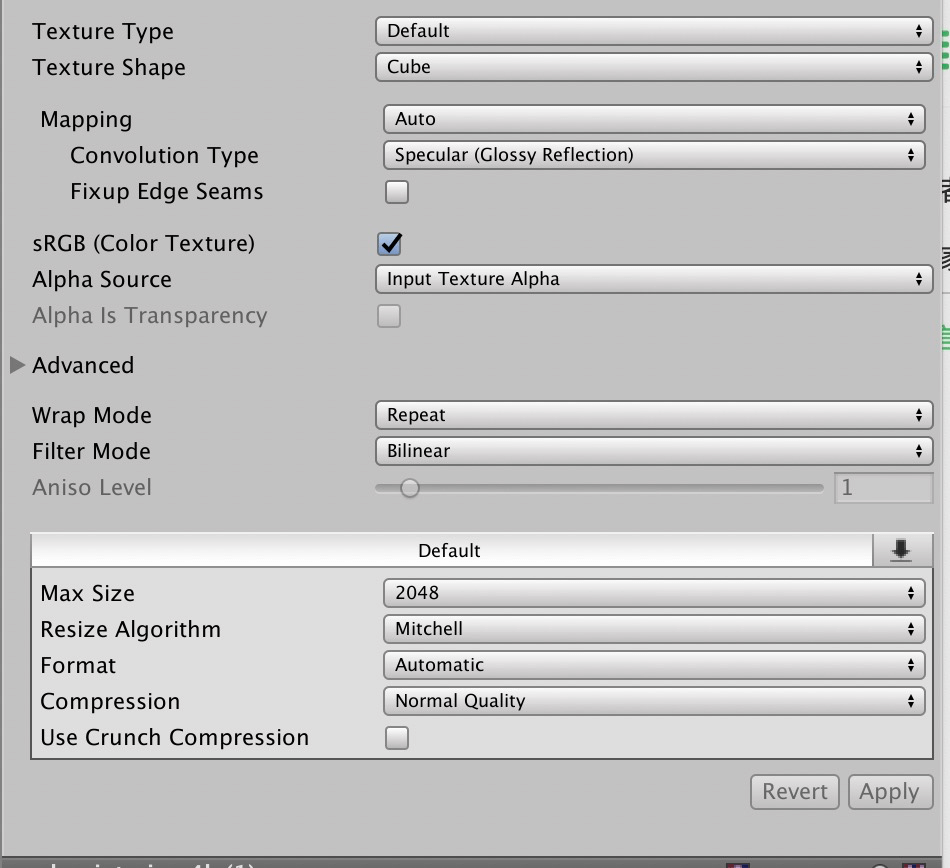 Texture Type Default
Texture Shape Cube
Mapping Auto
Convolution Type Specular (Glossy Reflection)
Fixup Edge Seams
sRGB (Color Texture)
Alpha Source Input Texture Alpha
Alpha Is Transparency
Advanced
Wrap Mode Repeat
Filter Mode Bilinear
Aniso Level 1
Default
Max Size 2048
Resize Algorithm Mitchell
Format Automatic
Compression Normal Quality
Use Crunch Compression
Revert Apply